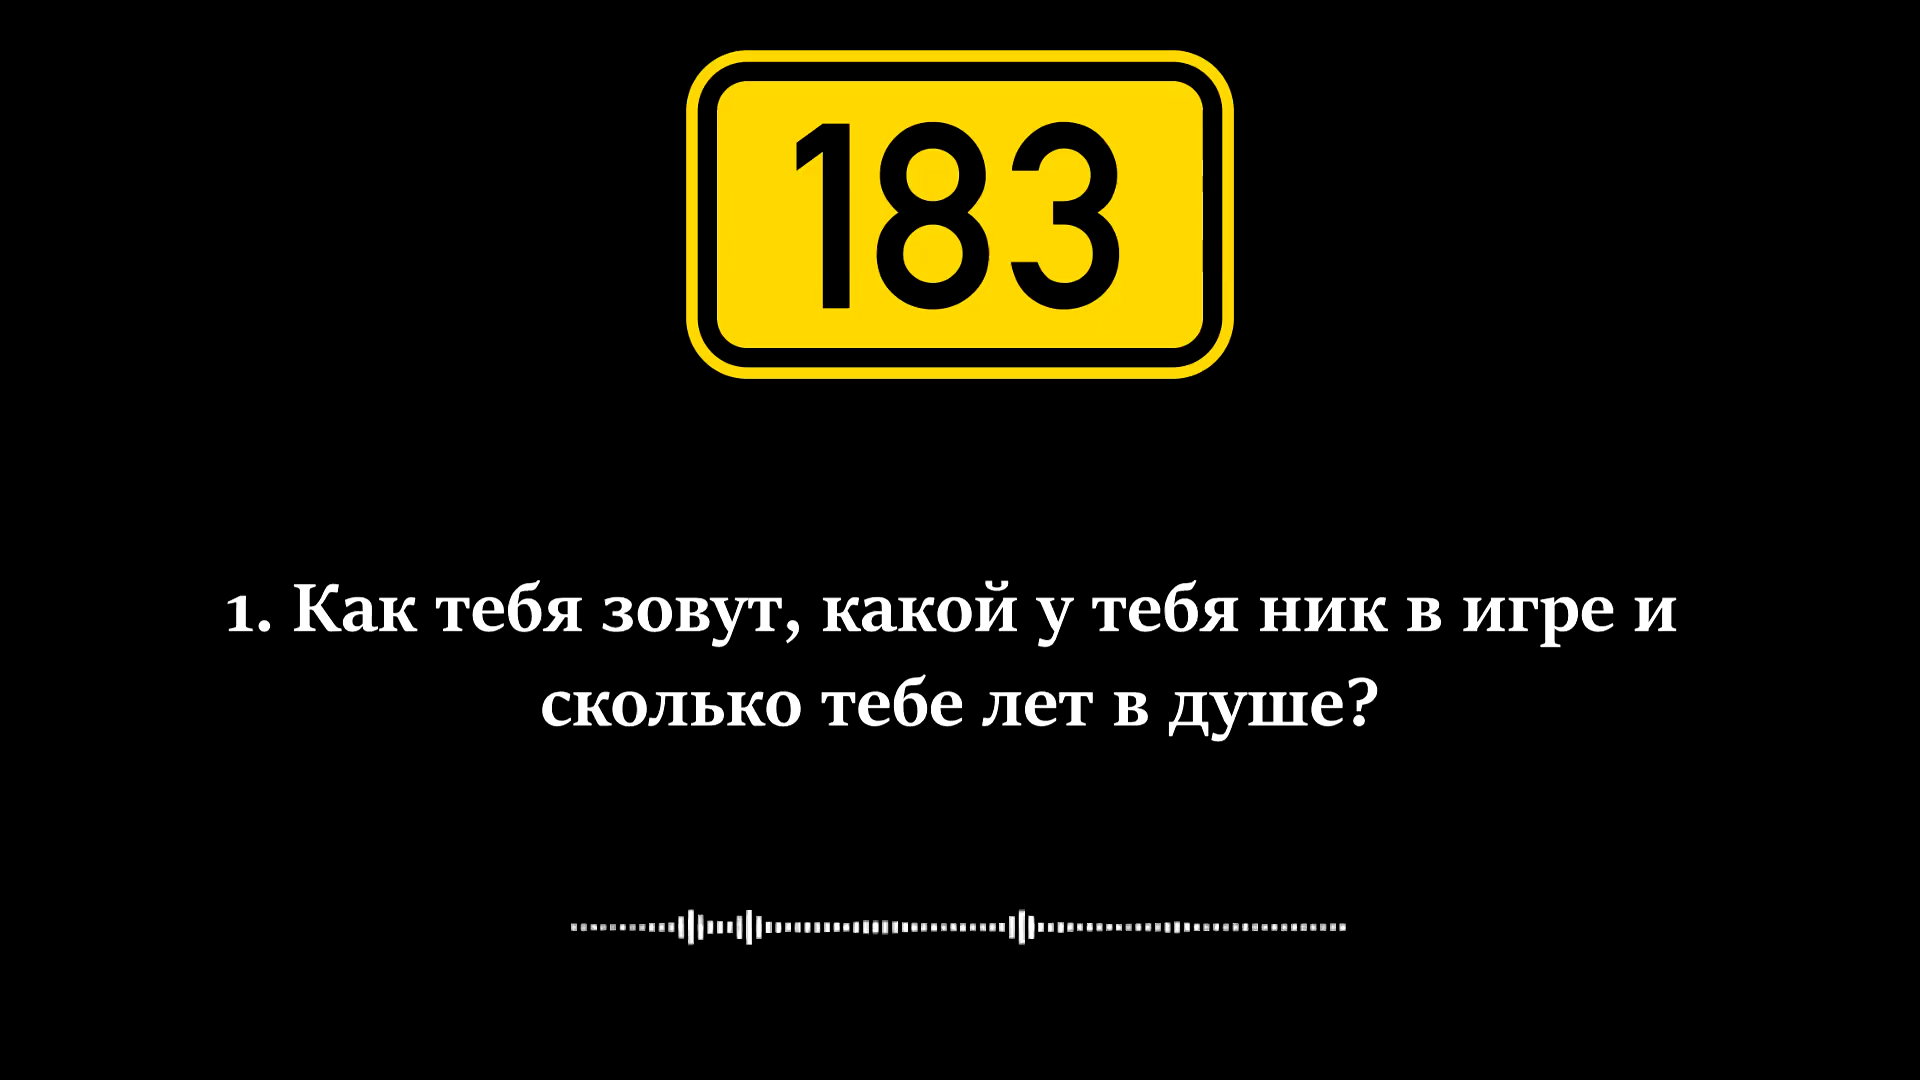 183
1. Как тебя зовут, какой у тебя ник в игре и
сколько тебе лет в душе?